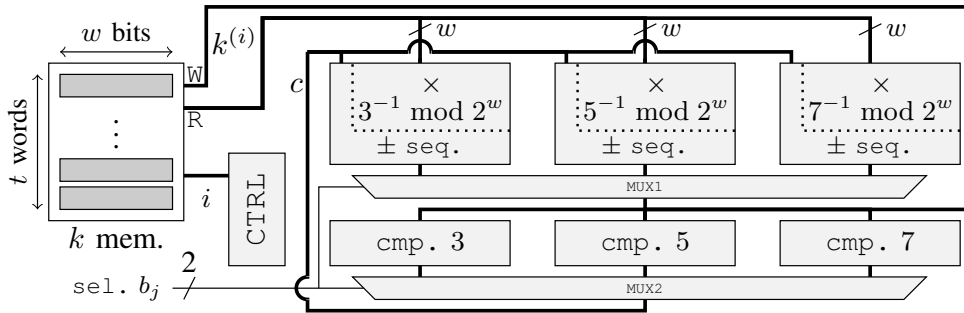 w bits
k^(i)
w
w
w
W
R
c
t words
⋮
× 3⁻¹ mod 2^w ± seq.
× 5⁻¹ mod 2^w ± seq.
× 7⁻¹ mod 2^w ± seq.
i
CTRL
MUX1
k mem.
cmp. 3
cmp. 5
cmp. 7
sel. b_j
2
MUX2